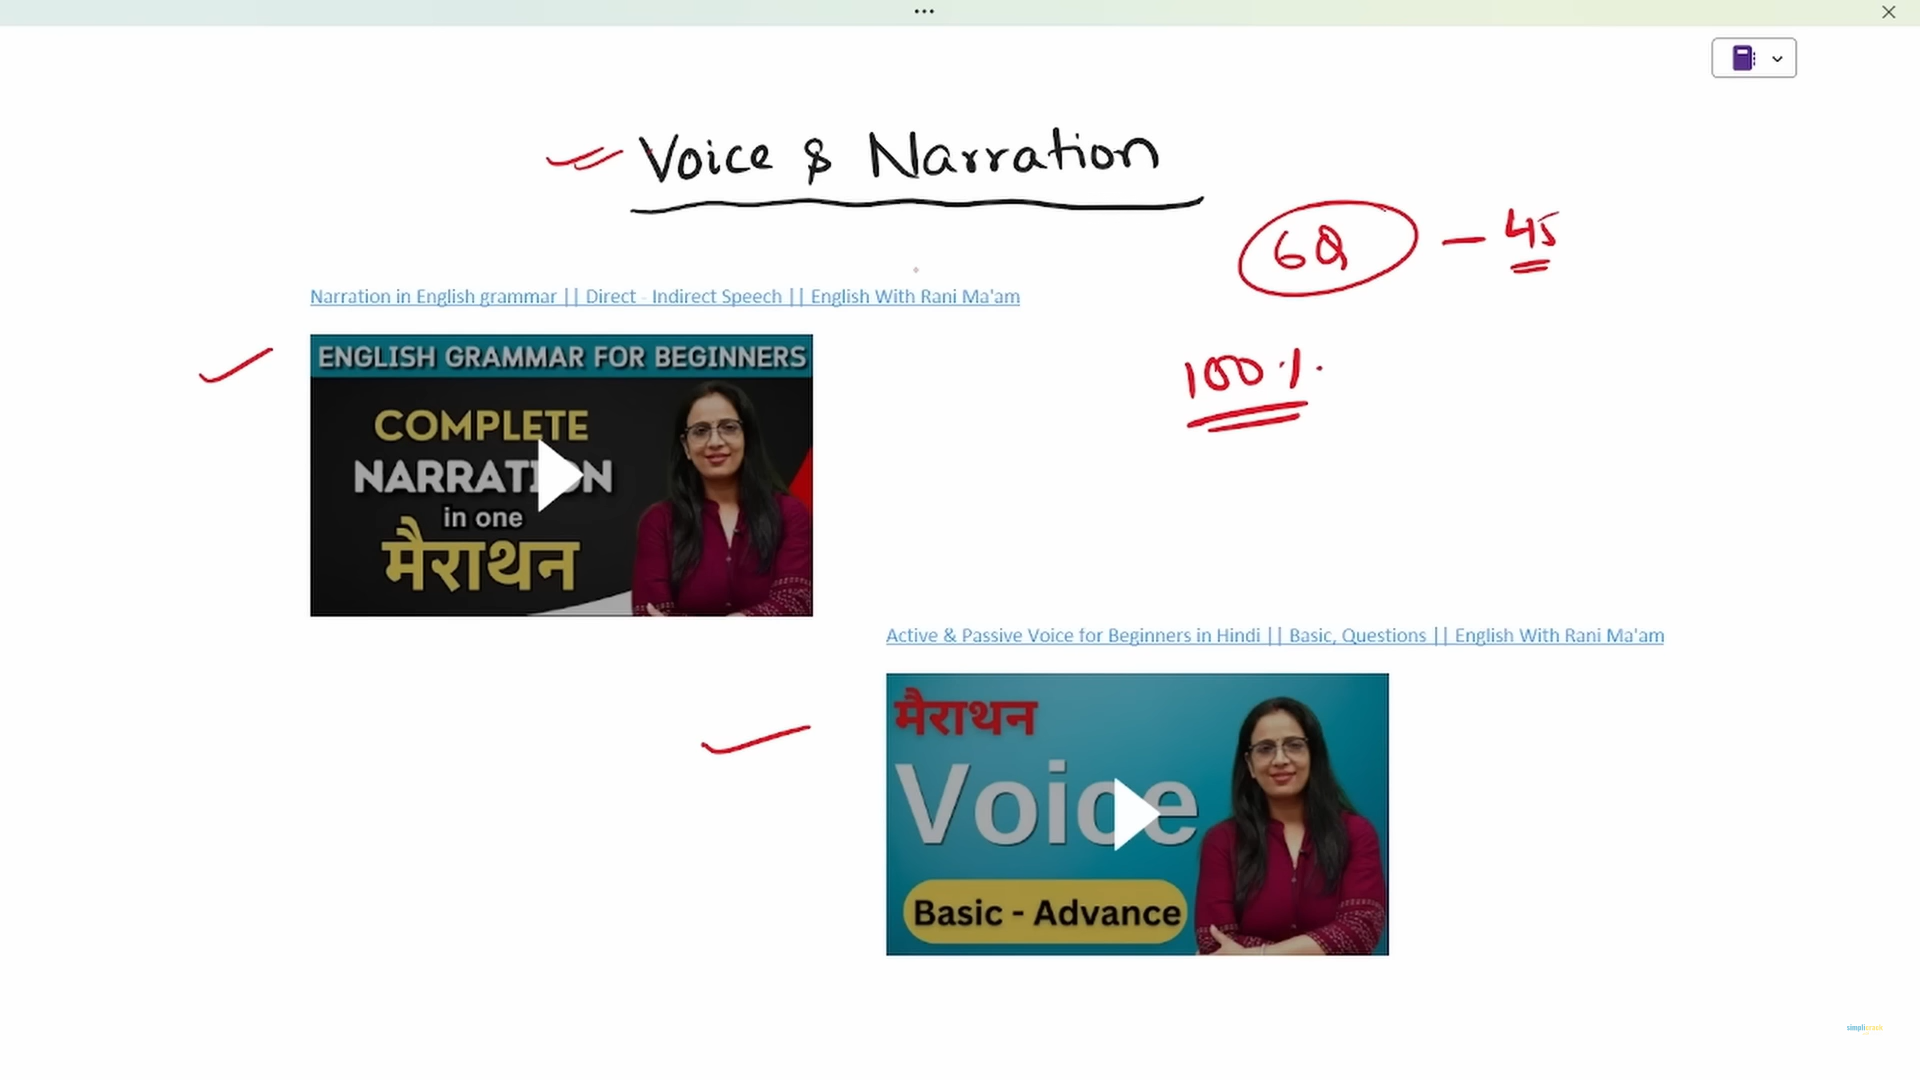 Voice & Narration
6Q - 45
Narration in English grammar || Direct - Indirect Speech || English With Rani Ma'am
ENGLISH GRAMMAR FOR BEGINNERS
COMPLETE
NARRATION
in one
मैराथन
100%
Active & Passive Voice for Beginners in Hindi || Basic, Questions || English With Rani Ma'am
मैराथन
Voice
Basic - Advance
simplicrack